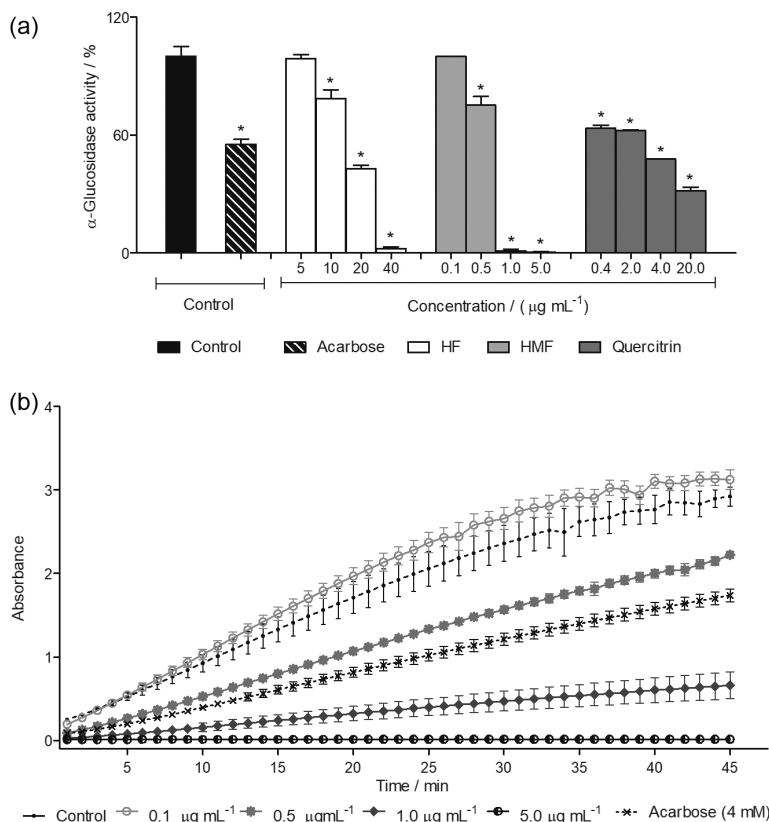 (a)
120
60
0
α-Glucosidase activity / %
* * * * * * * * * * *
5 10 20 40 0.1 0.5 1.0 5.0 0.4 2.0 4.0 20.0
Control
Concentration / ( μg mL⁻¹)
Control Acarbose HF HMF Quercitrin
(b)
4
3
2
1
0
Absorbance
5 10 15 20 25 30 35 40 45
Time / min
Control 0.1 μg mL⁻¹ 0.5 μgmL⁻¹ 1.0 μg mL⁻¹ 5.0 μg mL⁻¹ Acarbose (4 mM)